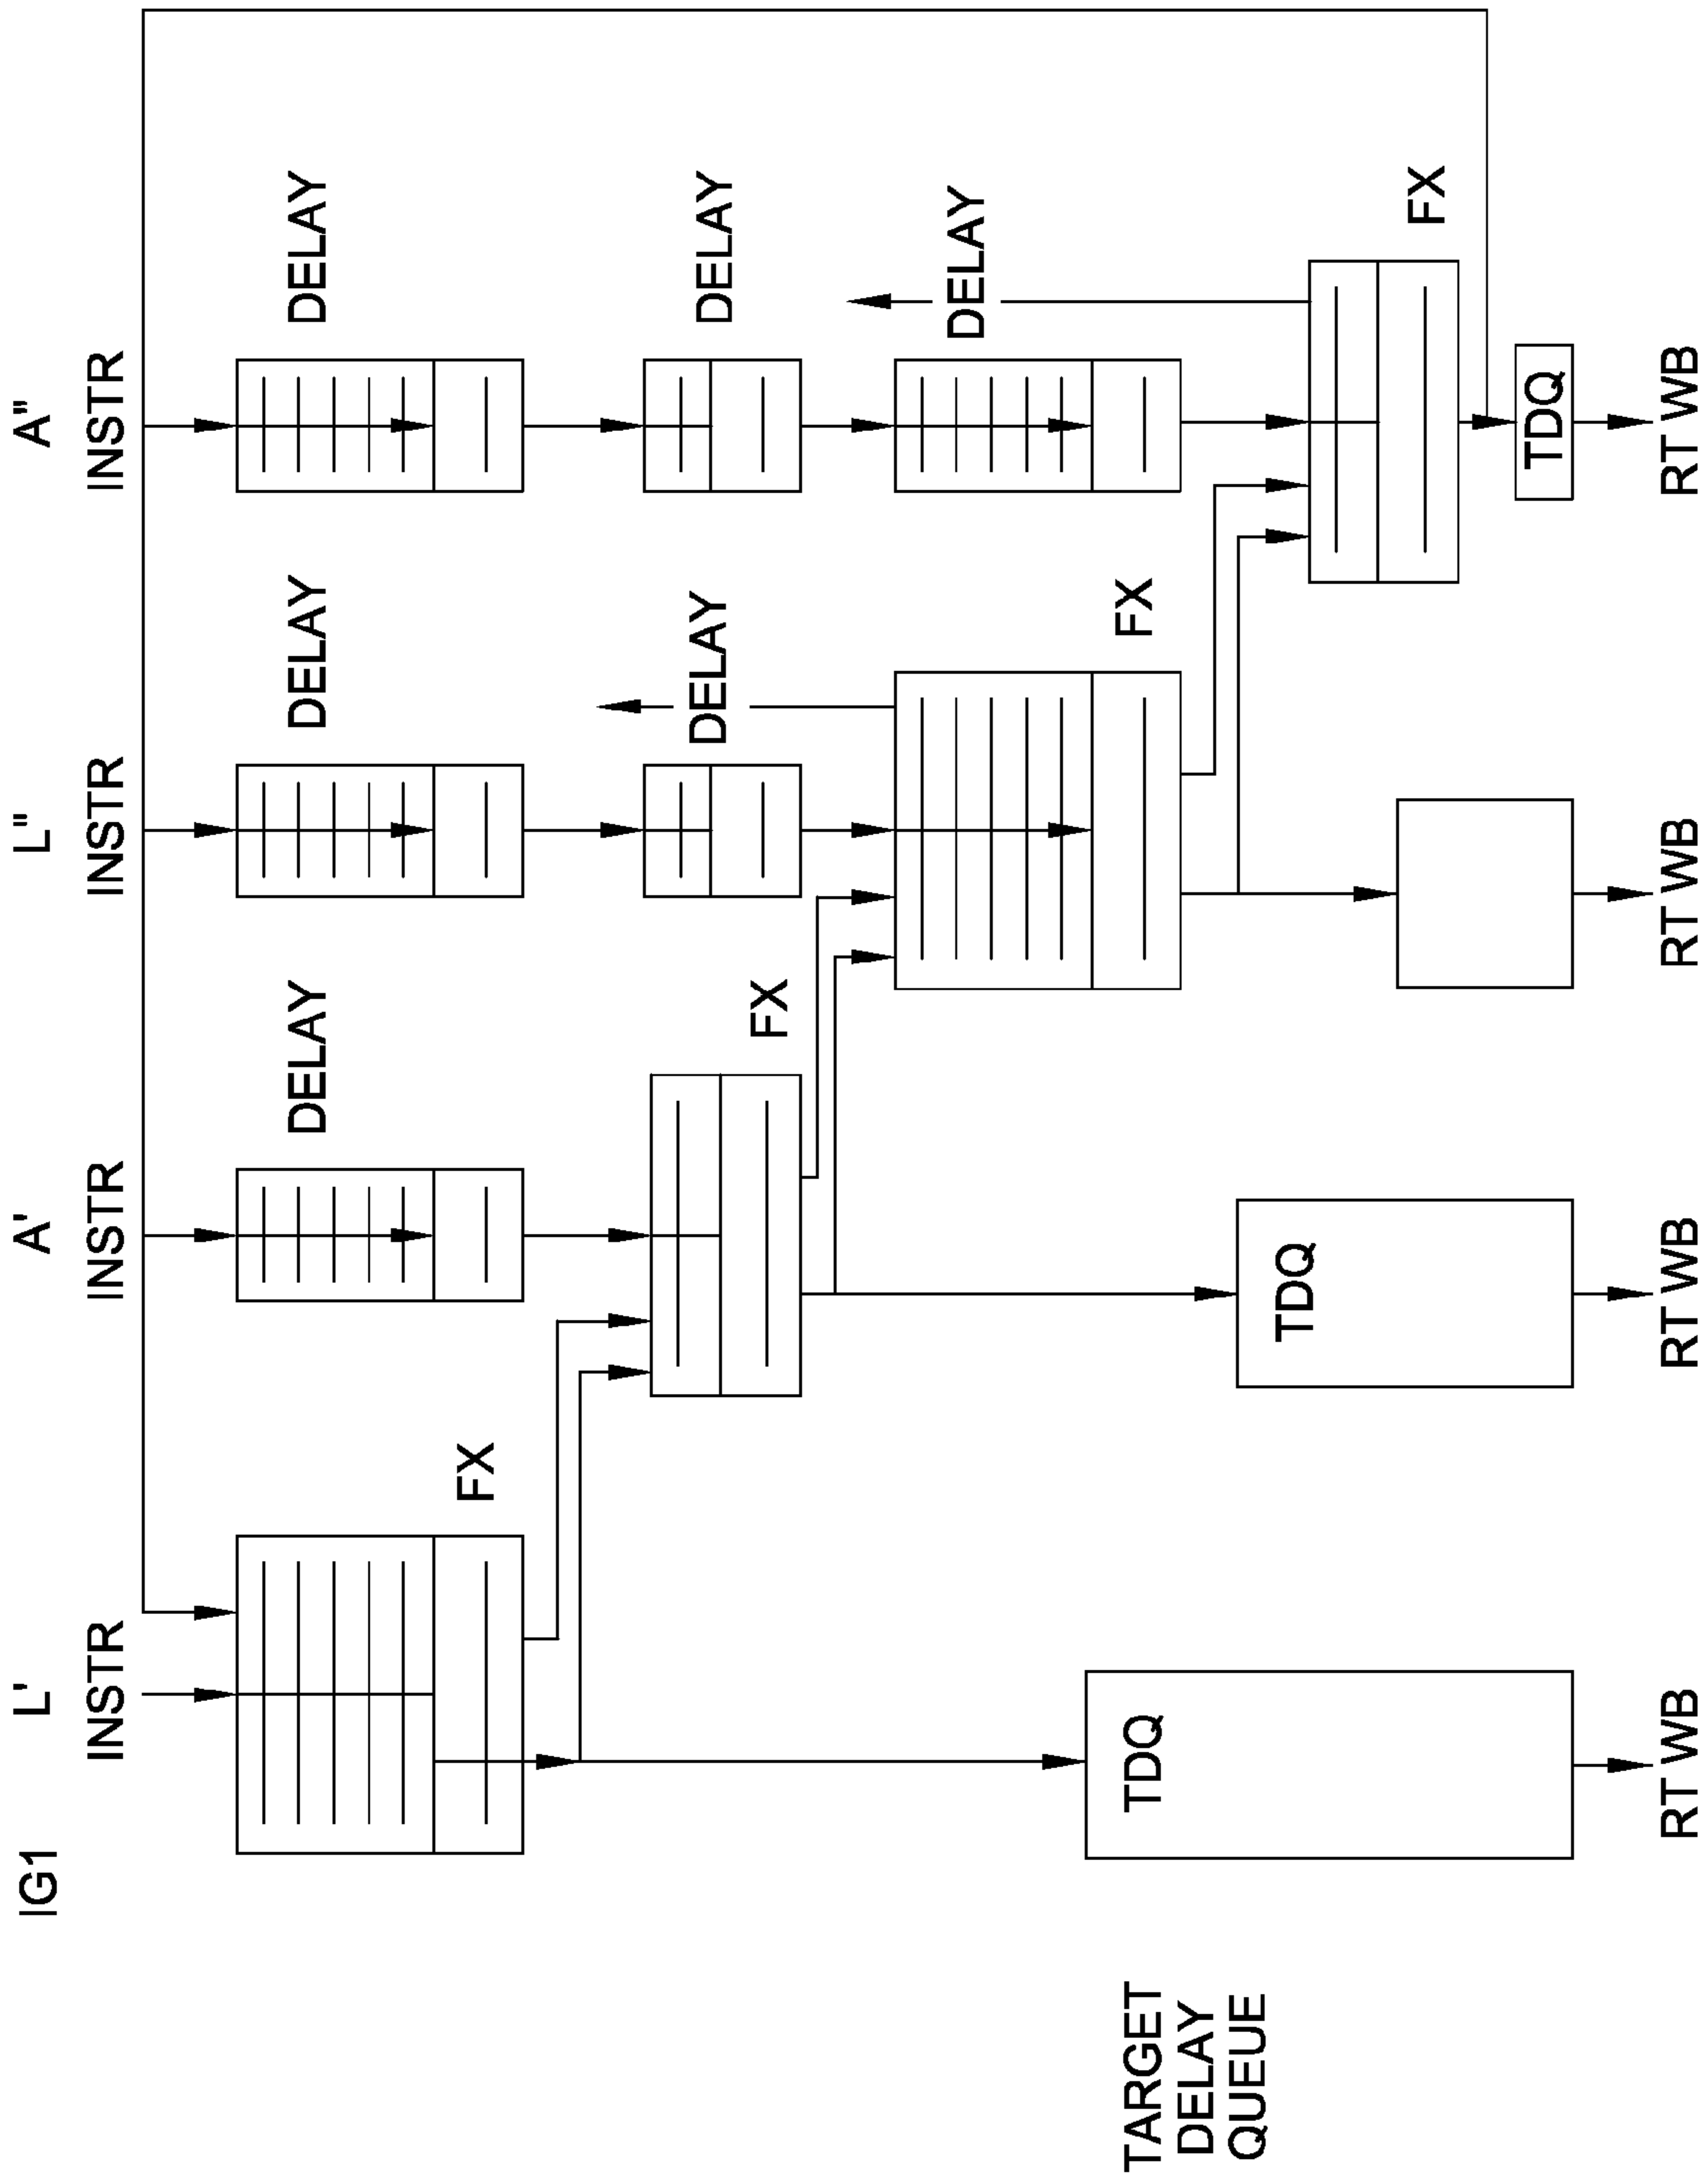 IG1
L'
A'
L"
A"
INSTR
INSTR
INSTR
INSTR
DELAY
DELAY
DELAY
FX
DELAY
DELAY
FX
DELAY
FX
TARGET
DELAY
QUEUE
TDQ
TDQ
FX
TDQ
RT WB
RT WB
RT WB
RT WB